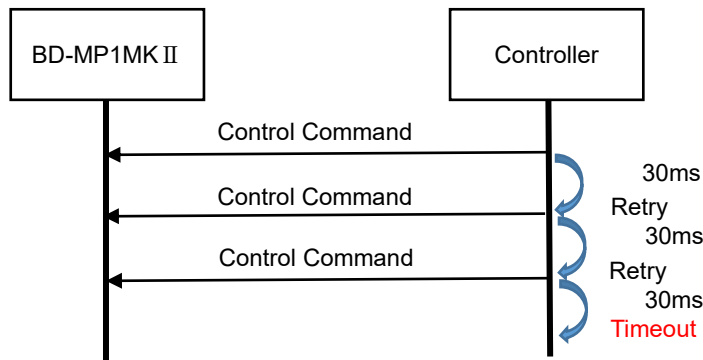 BD-MP1MKⅡ
Controller
Control Command
30ms
Control Command
Retry
30ms
Control Command
Retry
30ms
Timeout